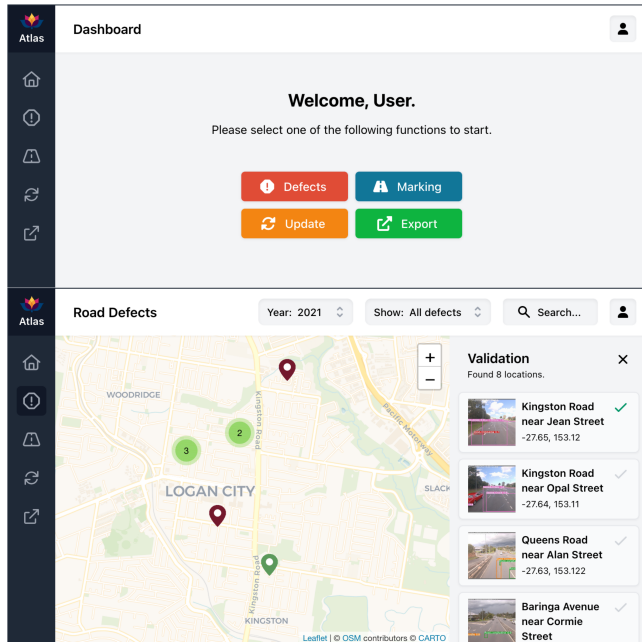 Atlas
Dashboard
Welcome, User.
Please select one of the following functions to start.
Defects
Marking
Update
Export
Atlas
Road Defects
Year: 2021
Show: All defects
Search...
+
−
WOODRIDGE
Kingston Road
Pacific Motorway
2
3
LOGAN CITY
SLACK
Kingston Road
KINGSTON
Leaflet | © OSM contributors © CARTO
Validation
Found 8 locations.
Kingston Road
near Jean Street
-27.65, 153.12
Kingston Road
near Opal Street
-27.64, 153.11
Queens Road
near Alan Street
-27.63, 153.122
Baringa Avenue
near Cormie
Street